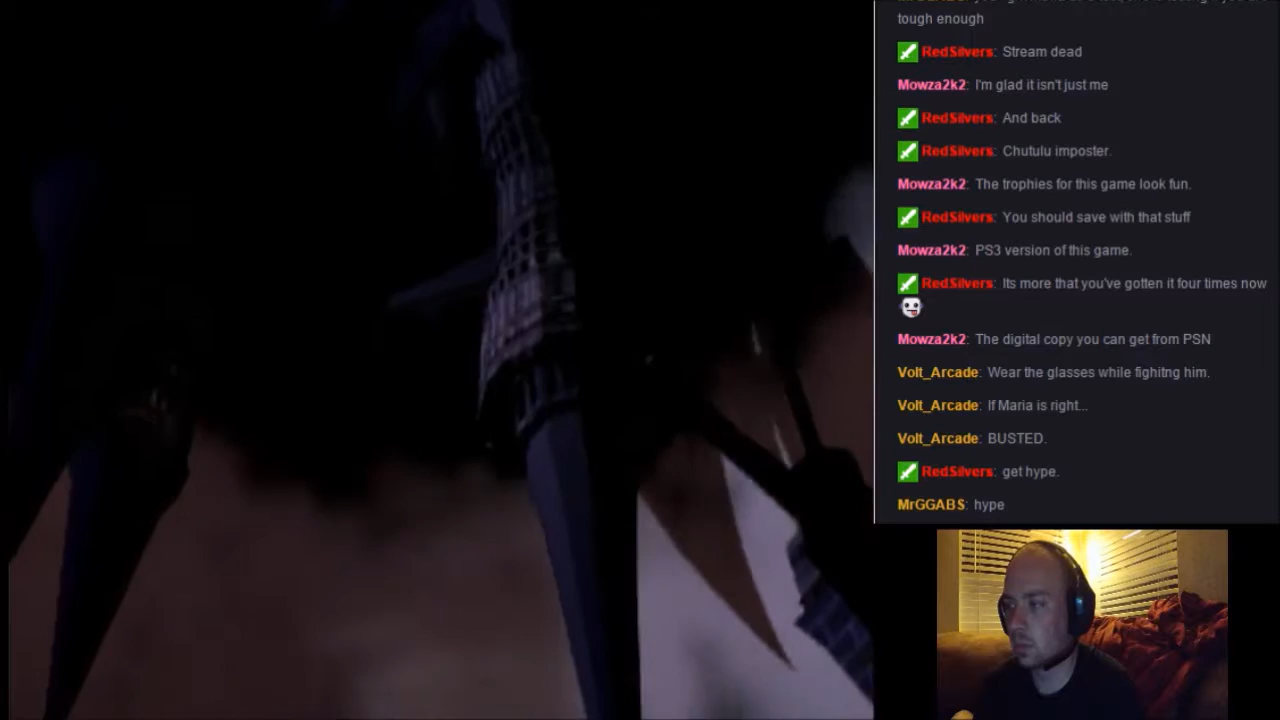 tough enough
RedSilvers: Stream dead
Mowza2k2: I'm glad it isn't just me
RedSilvers: And back
RedSilvers: Chutulu imposter.
Mowza2k2: The trophies for this game look fun.
RedSilvers: You should save with that stuff
Mowza2k2: PS3 version of this game.
RedSilvers: Its more that you've gotten it four times now
Mowza2k2: The digital copy you can get from PSN
Volt_Arcade: Wear the glasses while fighitng him.
Volt_Arcade: If Maria is right...
Volt_Arcade: BUSTED.
RedSilvers: get hype.
MrGGABS: hype